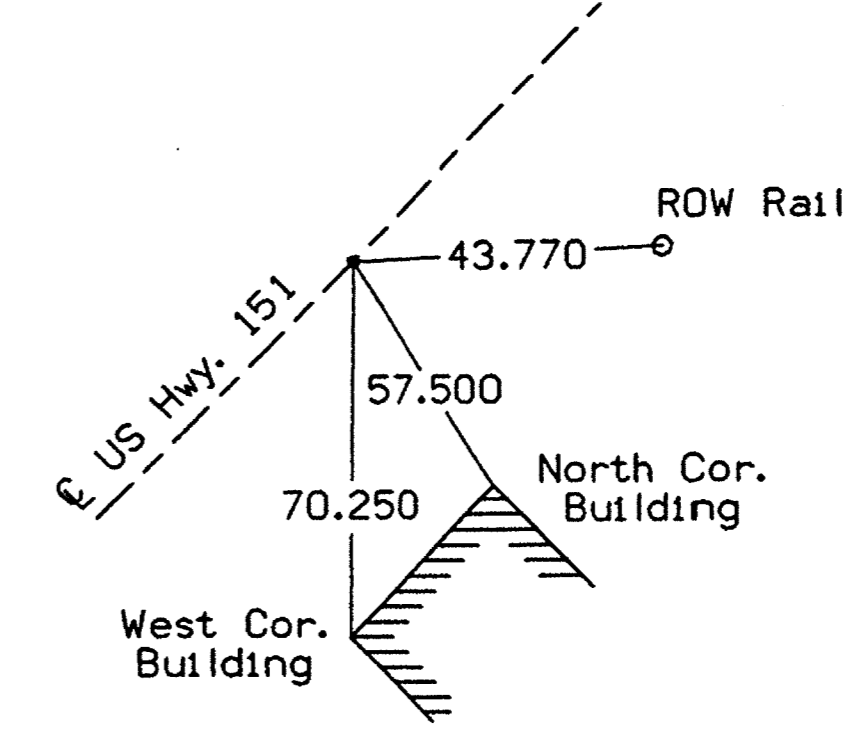 ROW Rail
43.770
℄ US Hwy. 151
57.500
North Cor.
Building
70.250
West Cor.
Building